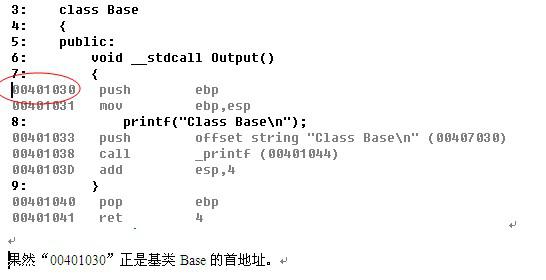 3: class Base
4: {
5: public:
6: void __stdcall Output()
7: {
00401030 push ebp
00401031 mov ebp,esp
8: printf("Class Base\n");
00401033 push offset string "Class Base\n" (00407030)
00401038 call _printf (00401044)
0040103D add esp,4
9: }
00401040 pop ebp
00401041 ret 4
果然“00401030”正是基类 Base 的首地址。